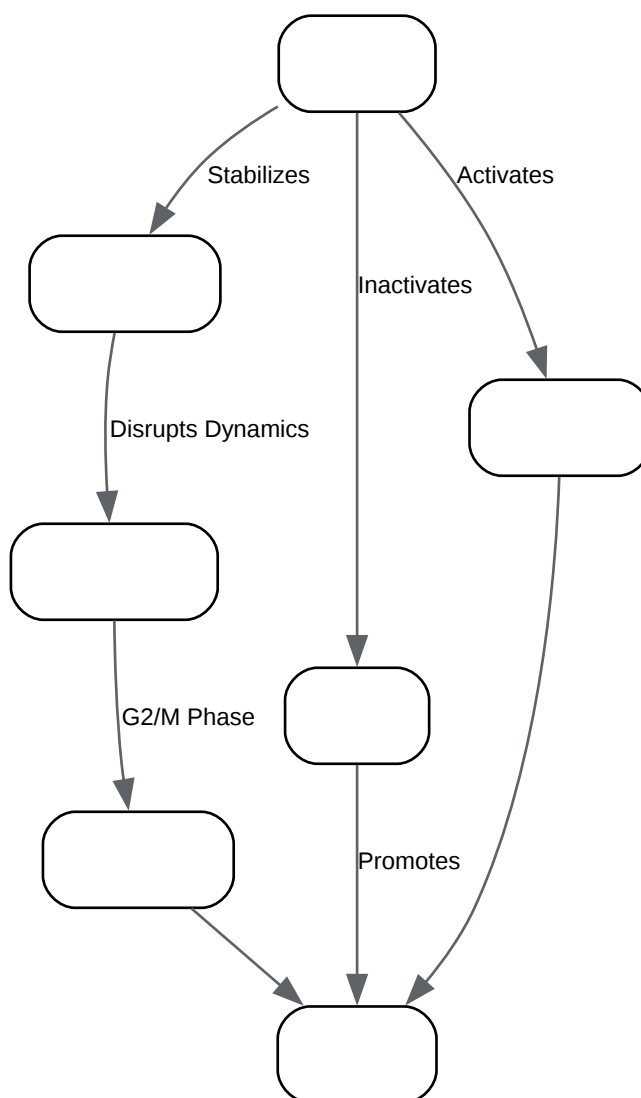 Stabilizes
Activates
Inactivates
Disrupts Dynamics
G2/M Phase
Promotes